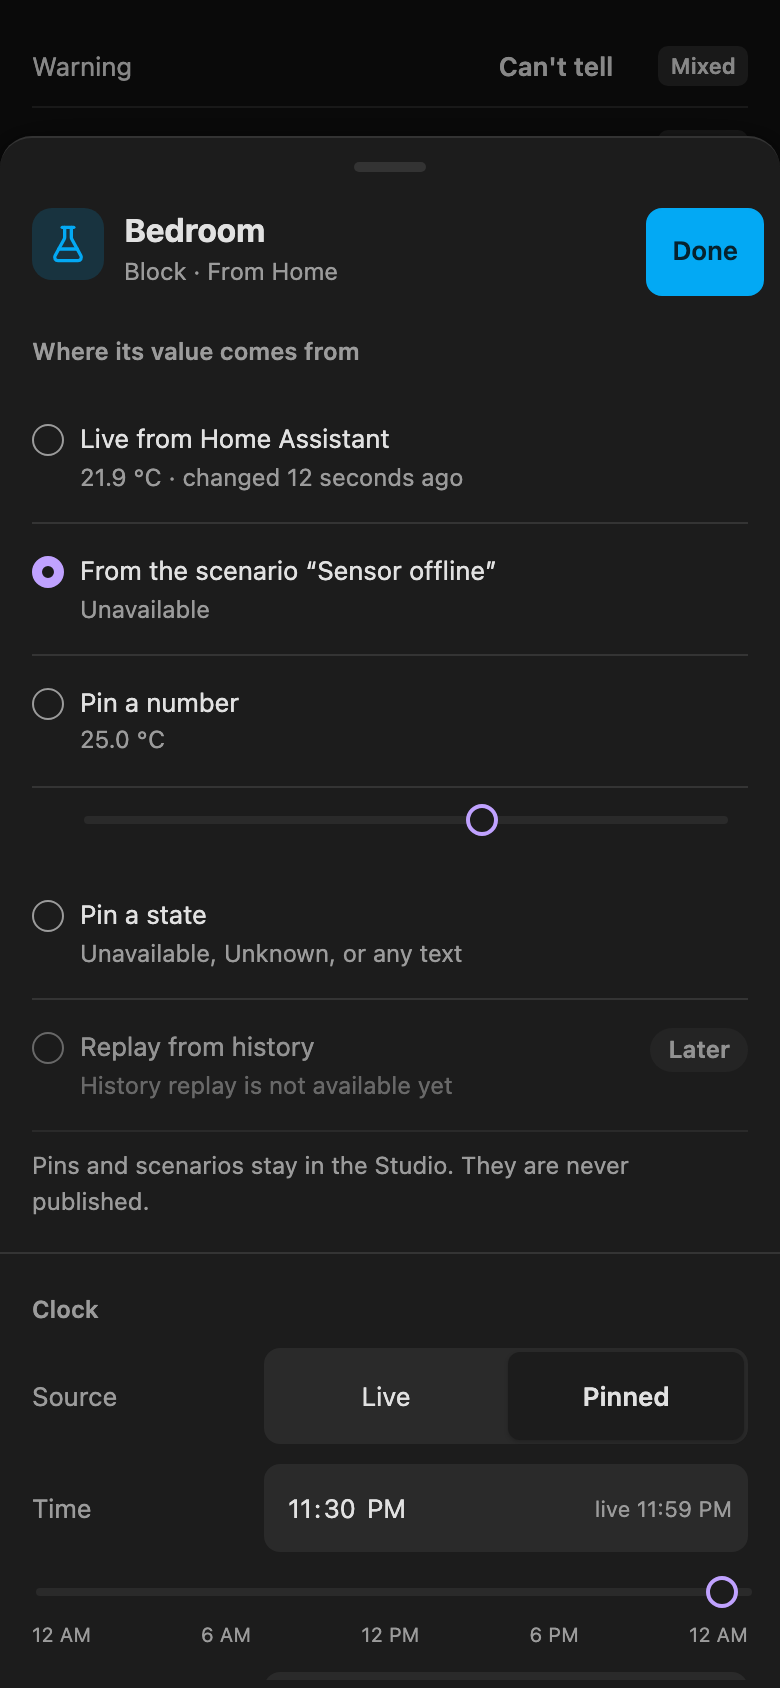 Warning
Can't tell
Mixed
Bedroom
Block · From Home
Done
Where its value comes from
Live from Home Assistant
21.9 °C · changed 12 seconds ago
From the scenario “Sensor offline”
Unavailable
Pin a number
25.0 °C
Pin a state
Unavailable, Unknown, or any text
Replay from history
Later
History replay is not available yet
Pins and scenarios stay in the Studio. They are never
published.
Clock
Source
Live
Pinned
Time
11:30 PM
live 11:59 PM
12 AM
6 AM
12 PM
6 PM
12 AM